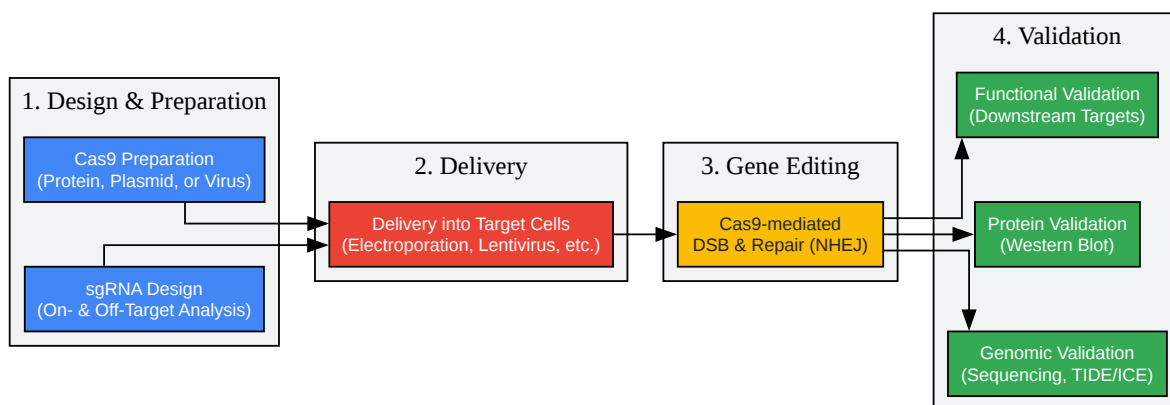 1. Design & Preparation
Cas9 Preparation
(Protein, Plasmid, or Virus)
sgRNA Design
(On- & Off-Target Analysis)
2. Delivery
Delivery into Target Cells
(Electroporation, Lentivirus, etc.)
3. Gene Editing
Cas9-mediated
DSB & Repair (NHEJ)
4. Validation
Functional Validation
(Downstream Targets)
Protein Validation
(Western Blot)
Genomic Validation
(Sequencing, TIDE/ICE)